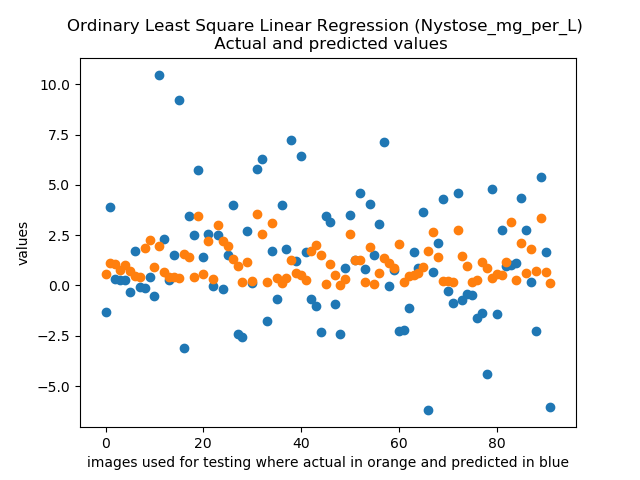 Ordinary Least Square Linear Regression (Nystose_mg_per_L)
Actual and predicted values
values
10.0
7.5
5.0
2.5
0.0
−2.5
−5.0
0 20 40 60 80
images used for testing where actual in orange and predicted in blue